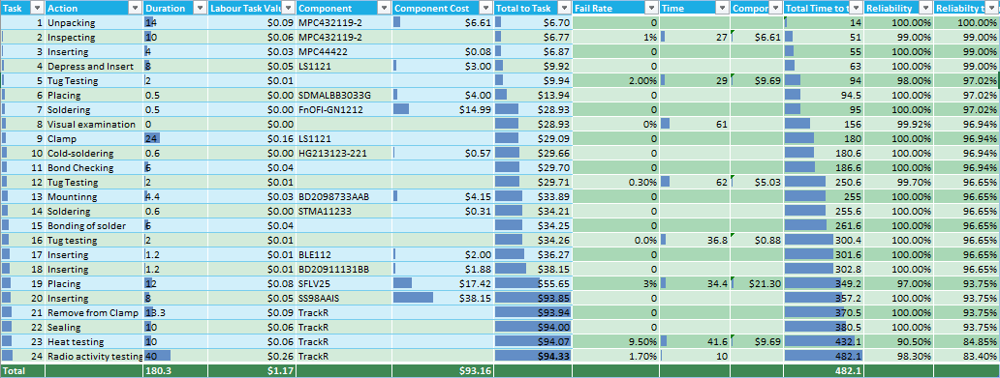 Task Action Duration Labour Task Valu Component Component Cost Total to Task Fail Rate Time Compor Total Time to t Reliability Reliabilty t
1 Unpacking 14 $0.09 MPC432119-2 $6.61 $6.70 0 14 100.00% 100.00%
2 Inspecting 10 $0.06 MPC432119-2 $6.77 1% 27 $6.61 51 99.00% 99.00%
3 Inserting 4 $0.03 MPC44422 $0.08 $6.87 0 55 100.00% 99.00%
4 Depress and Insert 8 $0.05 LS1121 $3.00 $9.92 0 63 100.00% 99.00%
5 Tug Testing 2 $0.01 $9.94 2.00% 29 $9.69 94 98.00% 97.02%
6 Placing 0.5 $0.00 SDMALBB3033G $4.00 $13.94 0 94.5 100.00% 97.02%
7 Soldering 0.5 $0.00 FnOFI-GN1212 $14.99 $28.93 0 95 100.00% 97.02%
8 Visual examination 0 $0.00 $28.93 0% 61 156 99.92% 96.94%
9 Clamp 24 $0.16 LS1121 $29.09 0 180 100.00% 96.94%
10 Cold-soldering 0.6 $0.00 HG213123-221 $0.57 $29.66 0 180.6 100.00% 96.94%
11 Bond Checking 6 $0.04 $29.70 0 186.6 100.00% 96.94%
12 Tug Testing 2 $0.01 $29.71 0.30% 62 $5.03 250.6 99.70% 96.65%
13 Mountinng 4.4 $0.03 BD2098733AAB $4.15 $33.89 0 255 100.00% 96.65%
14 Soldering 0.6 $0.00 STMA11233 $0.31 $34.21 0 255.6 100.00% 96.65%
15 Bonding of solder 6 $0.04 $34.25 0 261.6 100.00% 96.65%
16 Tug testing 2 $0.01 $34.26 0.0% 36.8 $0.88 300.4 100.00% 96.65%
17 Inserting 1.2 $0.01 BLE112 $2.00 $36.27 0 301.6 100.00% 96.65%
18 Inserting 1.2 $0.01 BD20911131BB $1.88 $38.15 0 302.8 100.00% 96.65%
19 Placing 12 $0.08 SFLV25 $17.42 $55.65 3% 34.4 $21.30 349.2 97.00% 93.75%
20 Inserting 8 $0.05 SS98AAIS $38.15 $93.85 0 357.2 100.00% 93.75%
21 Remove from Clamp 13.3 $0.09 TrackR $93.94 0 370.5 100.00% 93.75%
22 Sealing 10 $0.06 TrackR $94.00 0 380.5 100.00% 93.75%
23 Heat testing 10 $0.06 TrackR $94.07 9.50% 41.6 $9.69 432.1 90.50% 84.85%
24 Radio activity testing 40 $0.26 TrackR $94.33 1.70% 10 482.1 98.30% 83.40%
Total 180.3 $1.17 $93.16 482.1